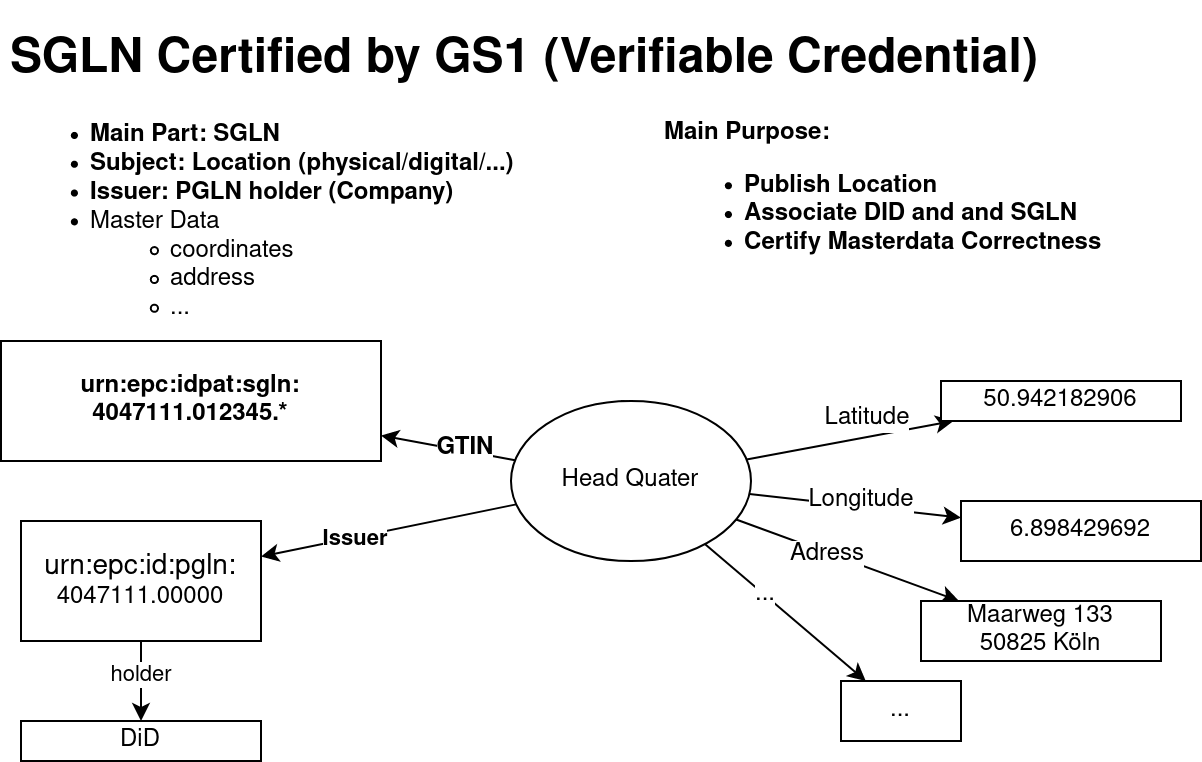 SGLN Certified by GS1 (Verifiable Credential)
• Main Part: SGLN
• Subject: Location (physical/digital/...)
• Issuer: PGLN holder (Company)
• Master Data
○ coordinates
○ address
○ ...
Main Purpose:
• Publish Location
• Associate DID and and SGLN
• Certify Masterdata Correctness
urn:epc:idpat:sgln:
4047111.012345.*
GTIN
Head Quater
Latitude
50.942182906
Longitude
6.898429692
Issuer
urn:epc:id:pgln:
4047111.00000
Adress
Maarweg 133
50825 Köln
...
...
holder
DiD